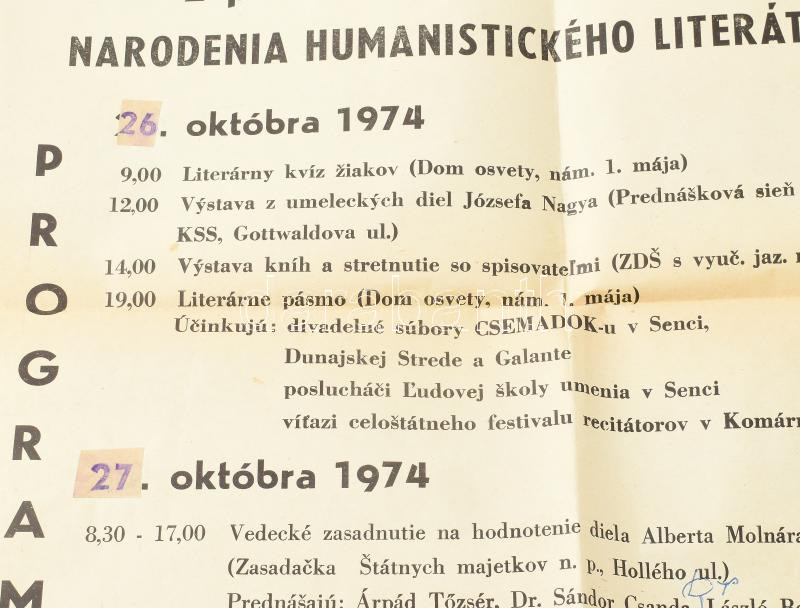 NARODENIA HUMANISTICKÉHO
26. októbra 1974
PROGRAM
9,00 Literárny kvíz žiakov (Dom osvety, nám. 1. mája)
12,00 Výstava z umeleckých diel Józsefa Nagya (Prednášková sieň
KSS, Gottwaldova ul.)
14,00 Výstava kníh a stretnutie so spisovateľmi (ZDŠ s vyuč. jaz.
19,00 Literárne pásmo (Dom osvety, nám. 1. mája)
Účinkujú: divadelné súbory CSEMADOK-u v Senci,
Dunajskej Strede a Galante
poslucháči Ľudovej školy umenia v Senci
víťazi celoštátneho festivalu recitátorov v
27. októbra 1974
8,30 - 17,00 Vedecké zasadnutie na hodnotenie diela Alberta Molnára
(Zasadačka Štátnych majetkov n. p., Hollého ul.)
Prednášajú: Árpád Tőzsér, Dr. Sándor Csanda, László
darabanth